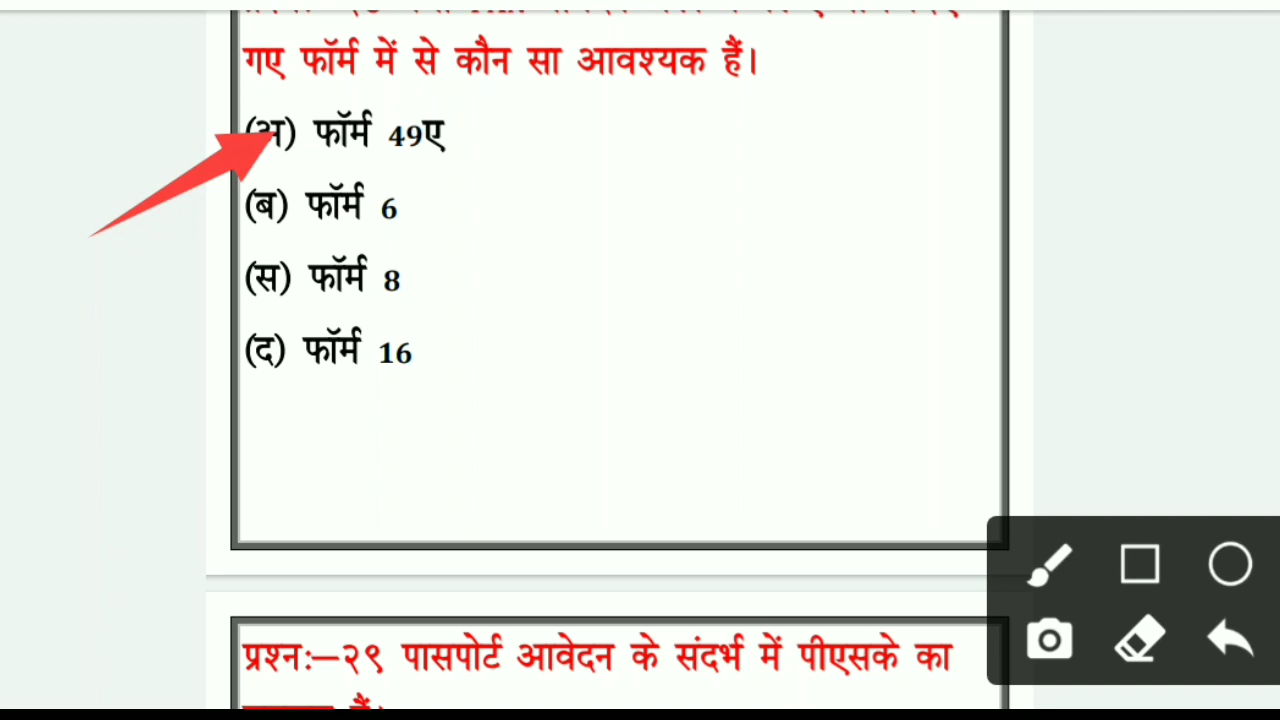 गए फॉर्म में से कौन सा आवश्यक हैं।
(अ) फॉर्म 49ए
(ब) फॉर्म 6
(स) फॉर्म 8
(द) फॉर्म 16
प्रश्नः–२९ पासपोर्ट आवेदन के संदर्भ में पीएसके का